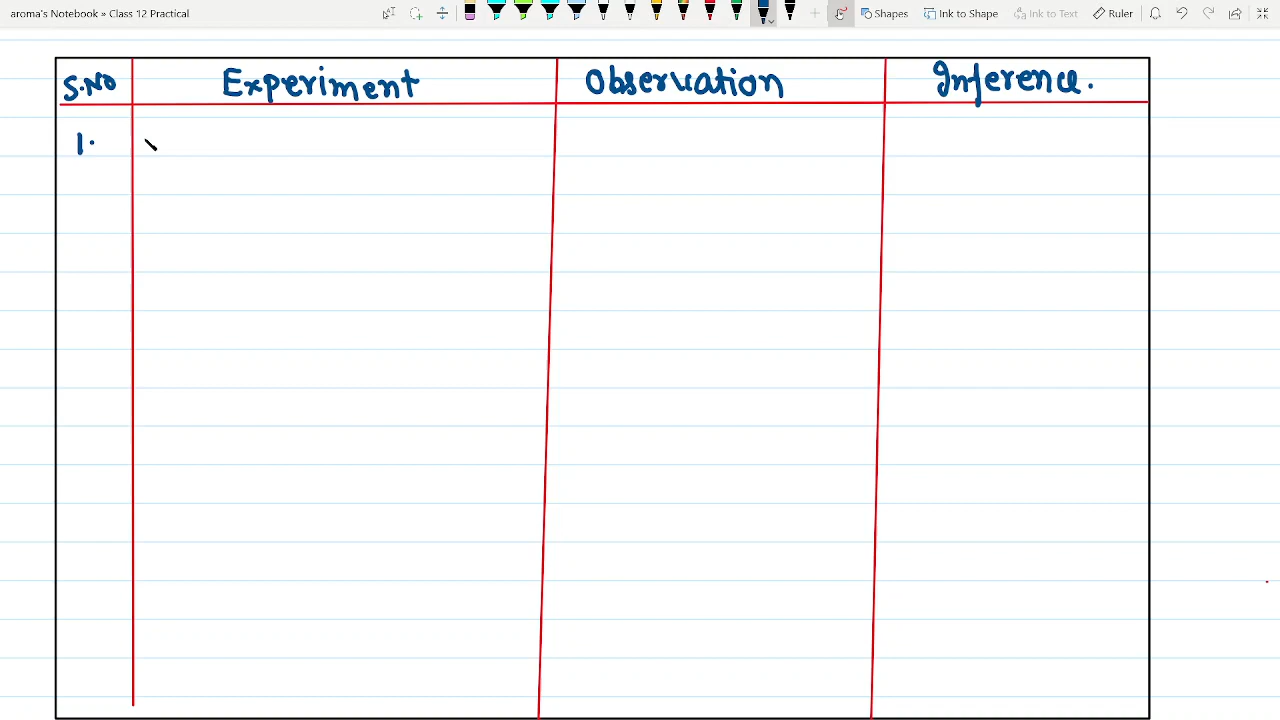 aroma's Notebook » Class 12 Practical
Shapes Ink to Shape Ink to Text Ruler
S.No Experiment Observation Inference.
1.